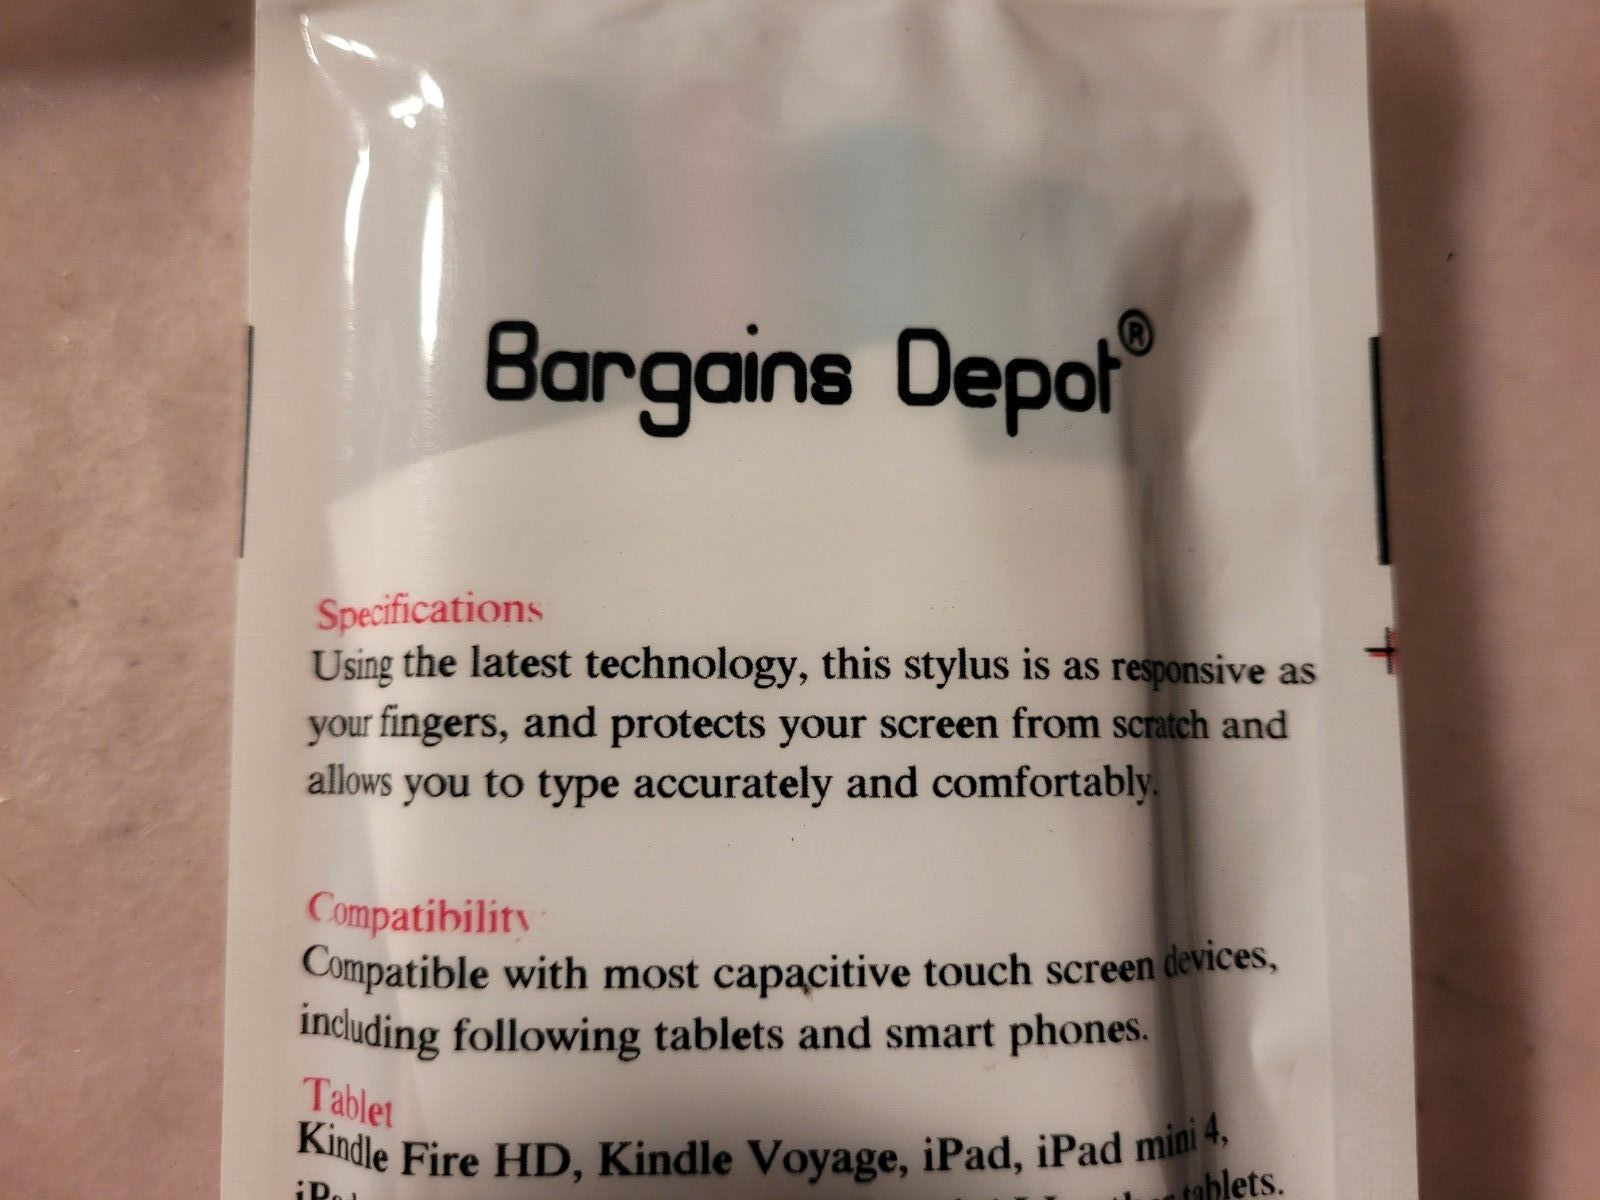 Bargains Depot®
Specifications
Using the latest technology, this stylus is as responsive as
your fingers, and protects your screen from scratch and
allows you to type accurately and comfortably.
Compatibility
Compatible with most capacitive touch screen devices,
including following tablets and smart phones.
Tablet
Kindle Fire HD, Kindle Voyage, iPad, iPad mini 4,
tablets.